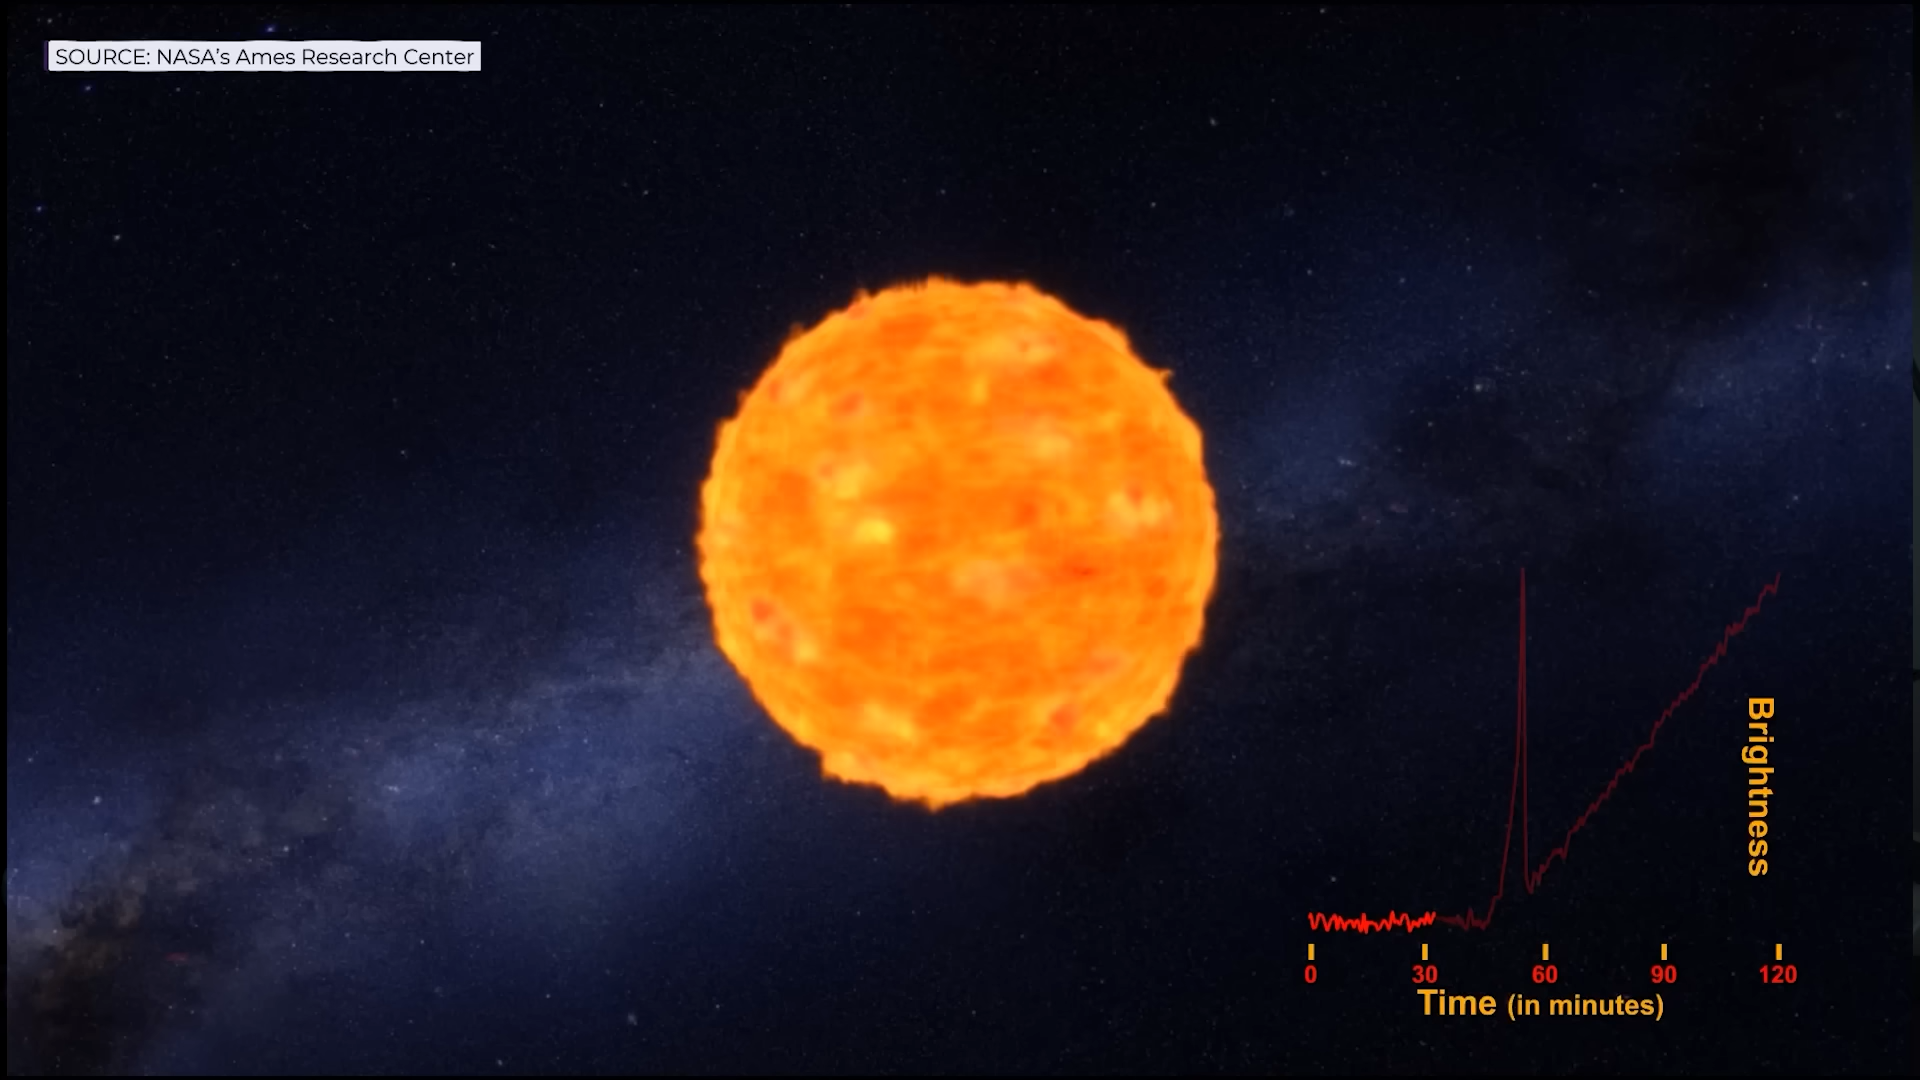 SOURCE: NASA’s Ames Research Center
Brightness
0 30 60 90 120
Time (in minutes)